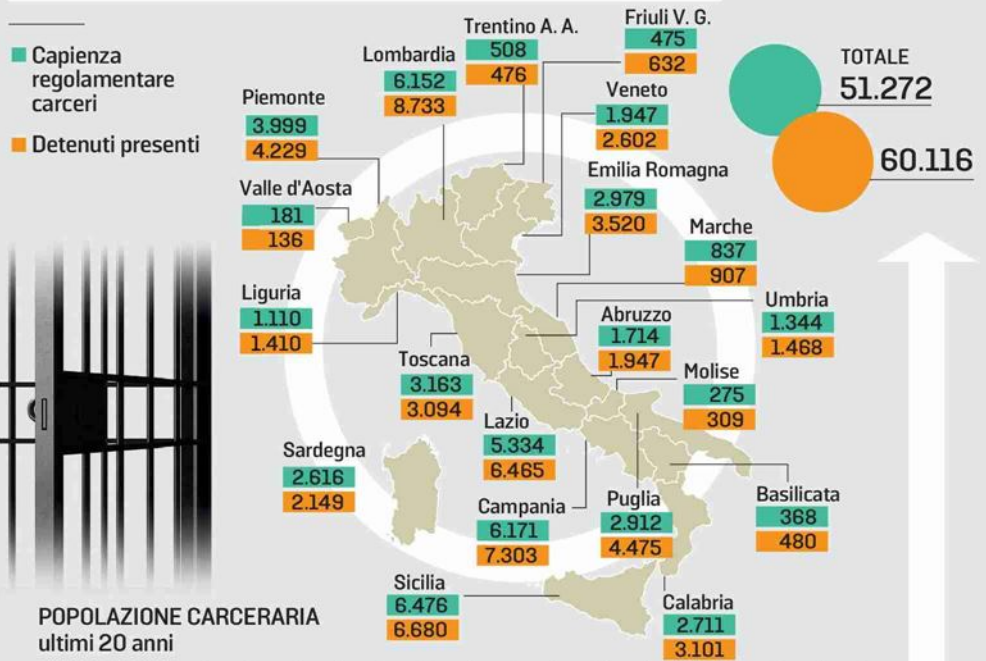 Capienza
regolamentare
carceri
Detenuti presenti
Piemonte
3.999
4.229
Lombardia
6.152
8.733
Trentino A. A.
508
476
Friuli V. G.
475
632
Veneto
1.947
2.602
TOTALE
51.272
60.116
Valle d'Aosta
181
136
Emilia Romagna
2.979
3.520
Marche
837
907
Liguria
1.110
1.410
Abruzzo
1.714
1.947
Umbria
1.344
1.468
Toscana
3.163
3.094
Molise
275
309
Lazio
5.334
6.465
Sardegna
2.616
2.149
Campania
6.171
7.303
Puglia
2.912
4.475
Basilicata
368
480
Sicilia
6.476
6.680
Calabria
2.711
3.101
POPOLAZIONE CARCERARIA
ultimi 20 anni